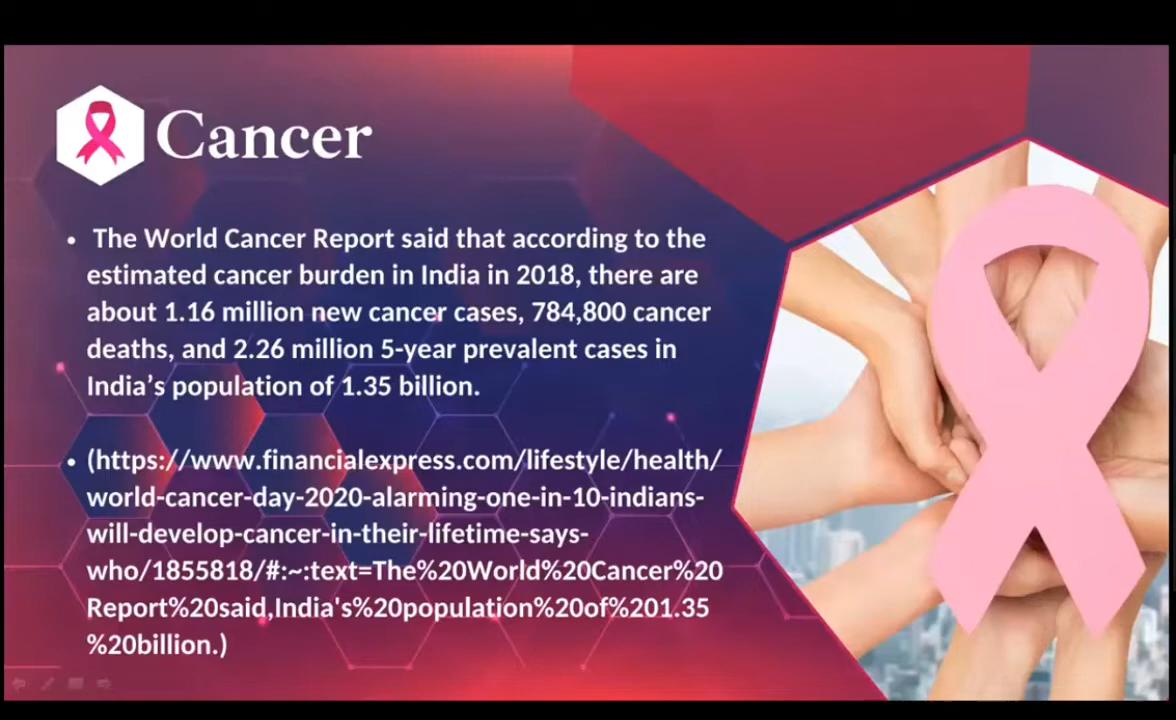 Cancer
• The World Cancer Report said that according to the
estimated cancer burden in India in 2018, there are
about 1.16 million new cancer cases, 784,800 cancer
deaths, and 2.26 million 5-year prevalent cases in
India’s population of 1.35 billion.
• (https://www.financialexpress.com/lifestyle/health/
world-cancer-day-2020-alarming-one-in-10-indians-
will-develop-cancer-in-their-lifetime-says-
who/1855818/#:~:text=The%20World%20Cancer%20
Report%20said,India's%20population%20of%201.35
%20billion.)